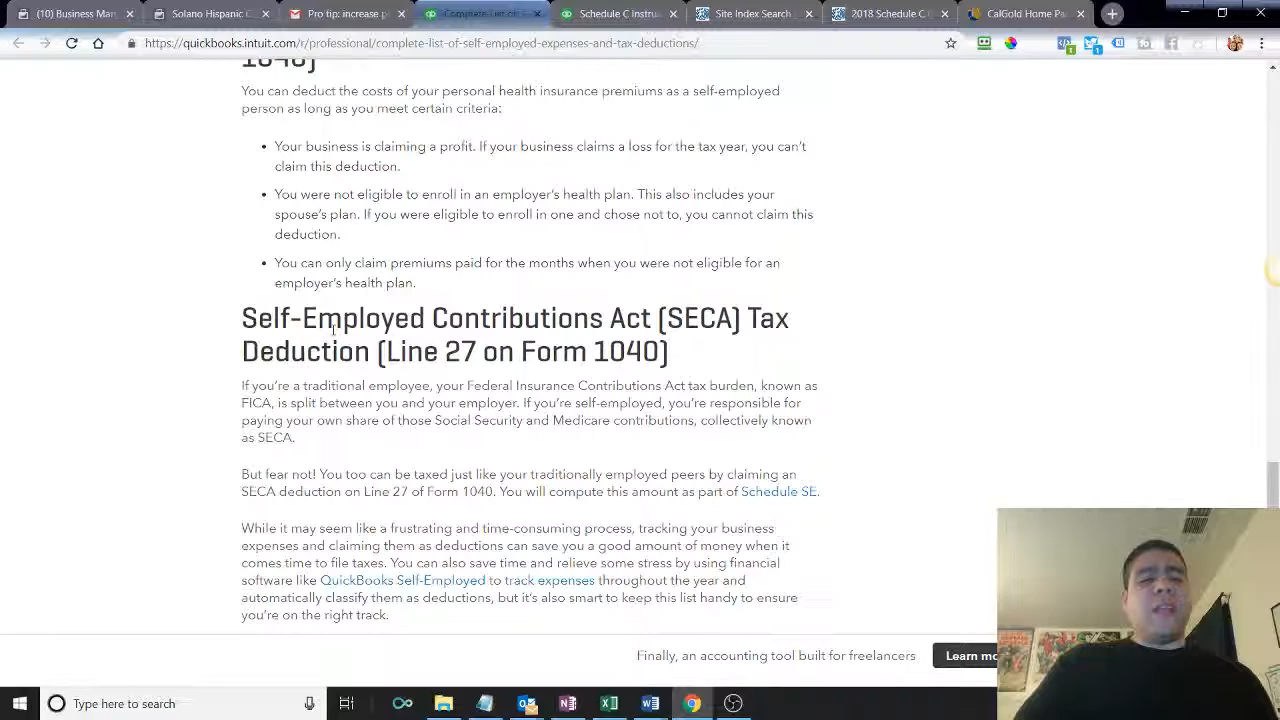 (10) Business Mar
Solano Hispanic C
Pro tip: increase p
Complete List of S
Schedule C Instru
Site Index Search
2018 Schedule C (
CalGold Home Pa
https://quickbooks.intuit.com/r/professional/complete-list-of-self-employed-expenses-and-tax-deductions/
1040)
You can deduct the costs of your personal health insurance premiums as a self-employed
person as long as you meet certain criteria:
• Your business is claiming a profit. If your business claims a loss for the tax year, you can't
claim this deduction.
• You were not eligible to enroll in an employer's health plan. This also includes your
spouse's plan. If you were eligible to enroll in one and chose not to, you cannot claim this
deduction.
• You can only claim premiums paid for the months when you were not eligible for an
employer's health plan.
Self-Employed Contributions Act (SECA) Tax
Deduction (Line 27 on Form 1040)
If you're a traditional employee, your Federal Insurance Contributions Act tax burden, known as
FICA, is split between you and your employer. If you're self-employed, you're responsible for
paying your own share of those Social Security and Medicare contributions, collectively known
as SECA.
But fear not! You too can be taxed just like your traditionally employed peers by claiming an
SECA deduction on Line 27 of Form 1040. You will compute this amount as part of Schedule SE.
While it may seem like a frustrating and time-consuming process, tracking your business
expenses and claiming them as deductions can save you a good amount of money when it
comes time to file taxes. You can also save time and relieve some stress by using financial
software like QuickBooks Self-Employed to track expenses throughout the year and
automatically classify them as deductions, but it's also smart to keep this list handy to ensure
you're on the right track.
Finally, an accounting tool built for freelancers
Learn mo
Type here to search